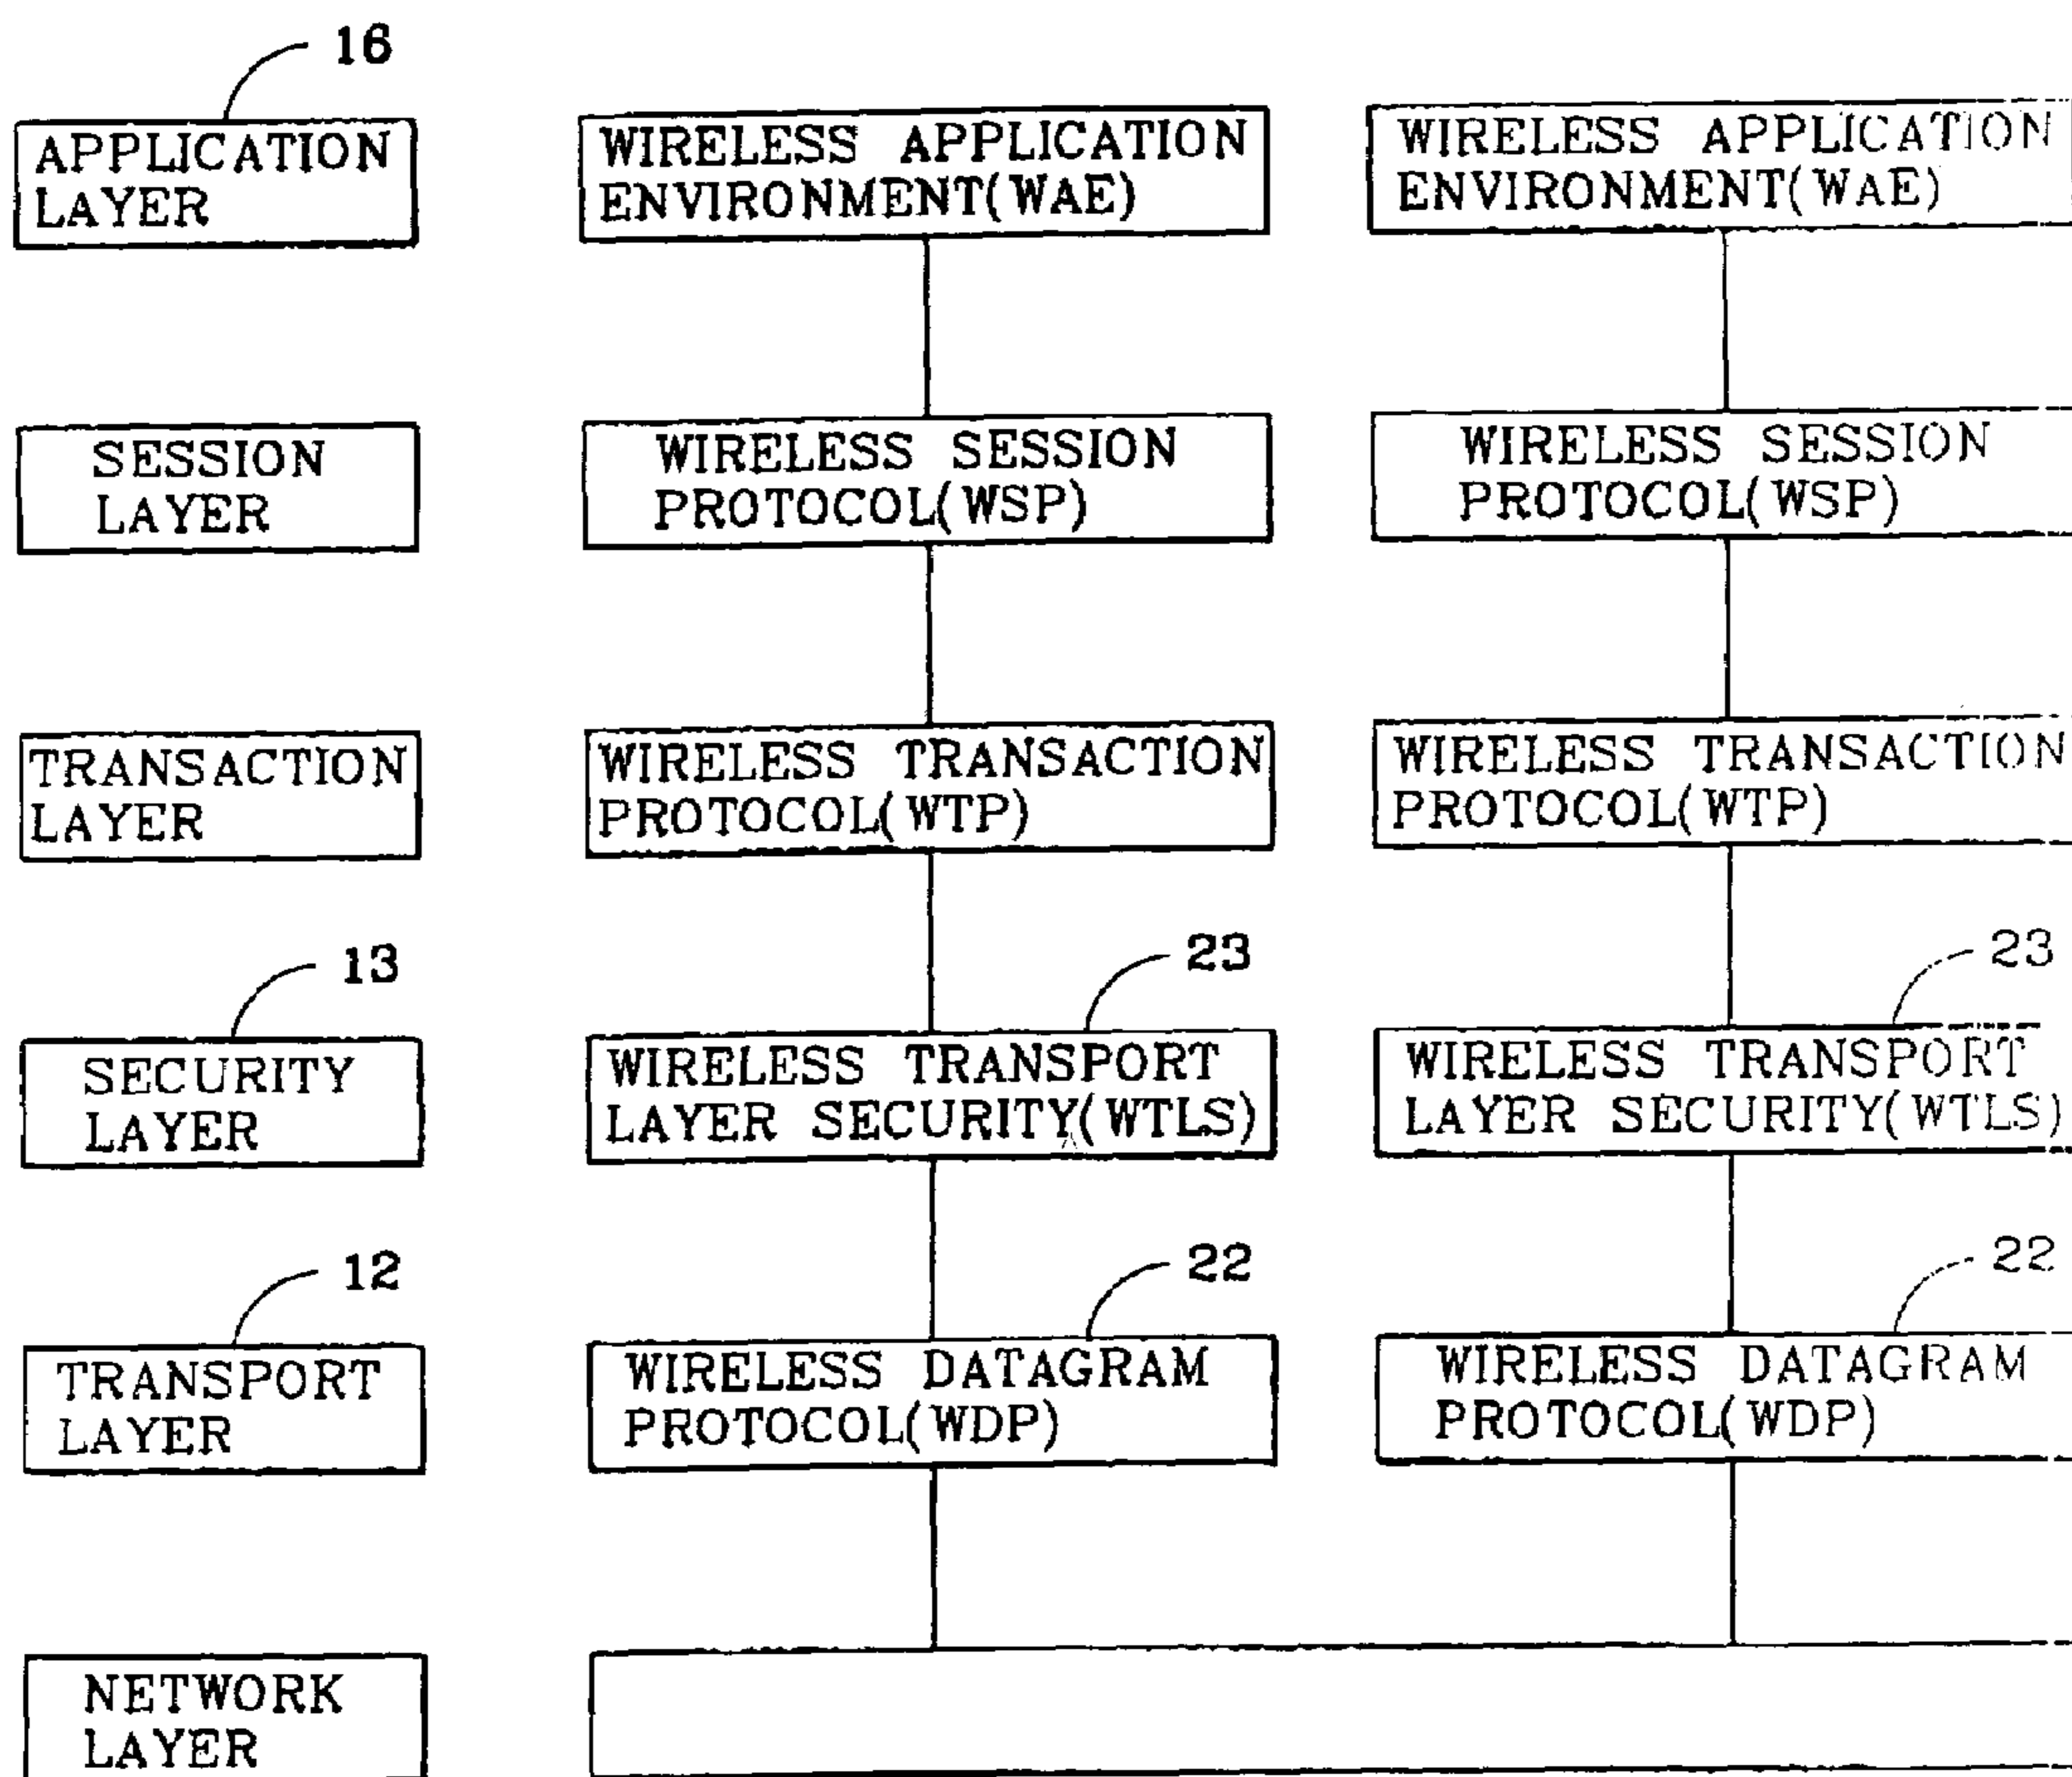 16
APPLICATION
LAYER
WIRELESS APPLICATION
ENVIRONMENT(WAE)
WIRELESS APPLICATION
ENVIRONMENT(WAE)
SESSION
LAYER
WIRELESS SESSION
PROTOCOL(WSP)
WIRELESS SESSION
PROTOCOL(WSP)
TRANSACTION
LAYER
WIRELESS TRANSACTION
PROTOCOL(WTP)
WIRELESS TRANSACTION
PROTOCOL(WTP)
13
SECURITY
LAYER
23
WIRELESS TRANSPORT
LAYER SECURITY(WTLS)
23
WIRELESS TRANSPORT
LAYER SECURITY(WTLS)
12
TRANSPORT
LAYER
22
WIRELESS DATAGRAM
PROTOCOL(WDP)
22
WIRELESS DATAGRAM
PROTOCOL(WDP)
NETWORK
LAYER